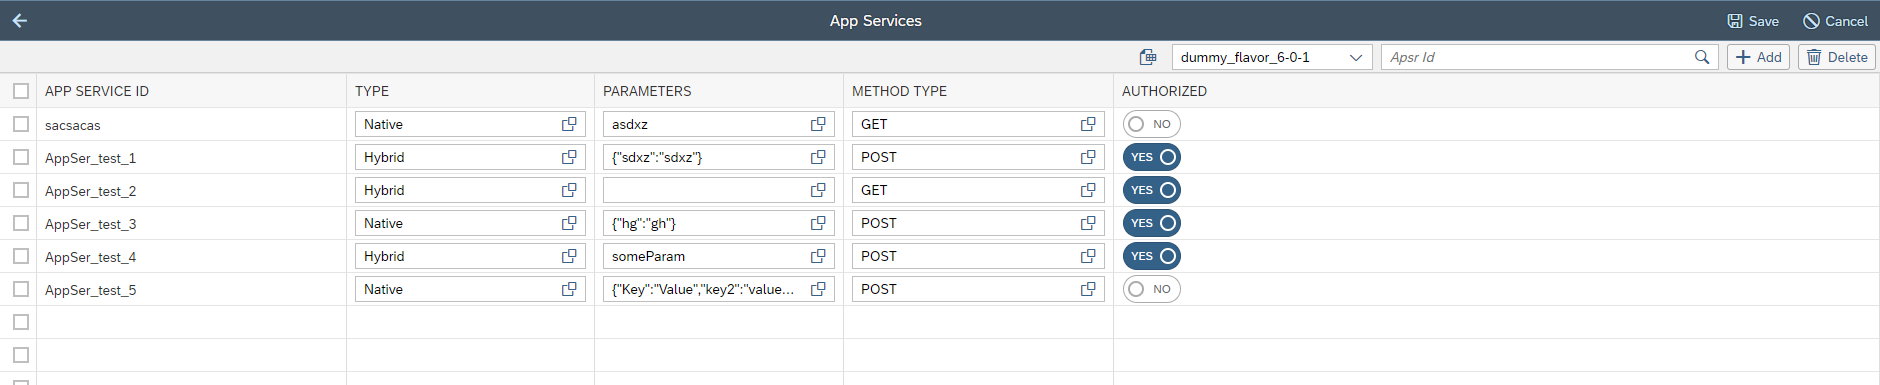 App Services
Save
Cancel
dummy_flavor_6-0-1
Apsr Id
Add
Delete
APP SERVICE ID TYPE PARAMETERS METHOD TYPE AUTHORIZED
sacsacas Native asdxz GET NO
AppSer_test_1 Hybrid {"sdxz":"sdxz"} POST YES
AppSer_test_2 Hybrid GET YES
AppSer_test_3 Native {"hg":"gh"} POST YES
AppSer_test_4 Hybrid someParam POST YES
AppSer_test_5 Native {"Key":"Value","key2":"value... POST NO